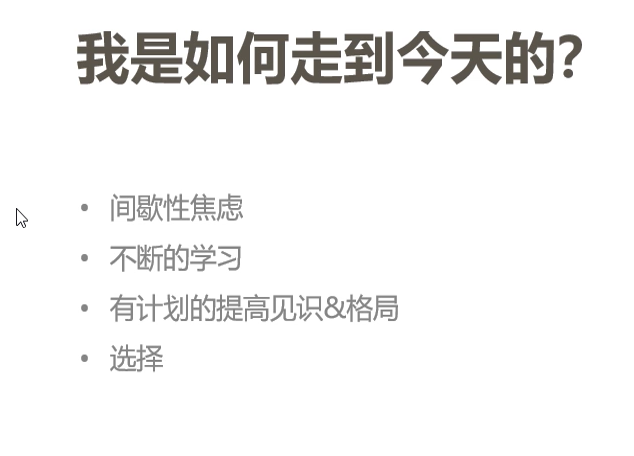 我是如何走到今天的？
• 间歇性焦虑
• 不断的学习
• 有计划的提高见识&格局
• 选择